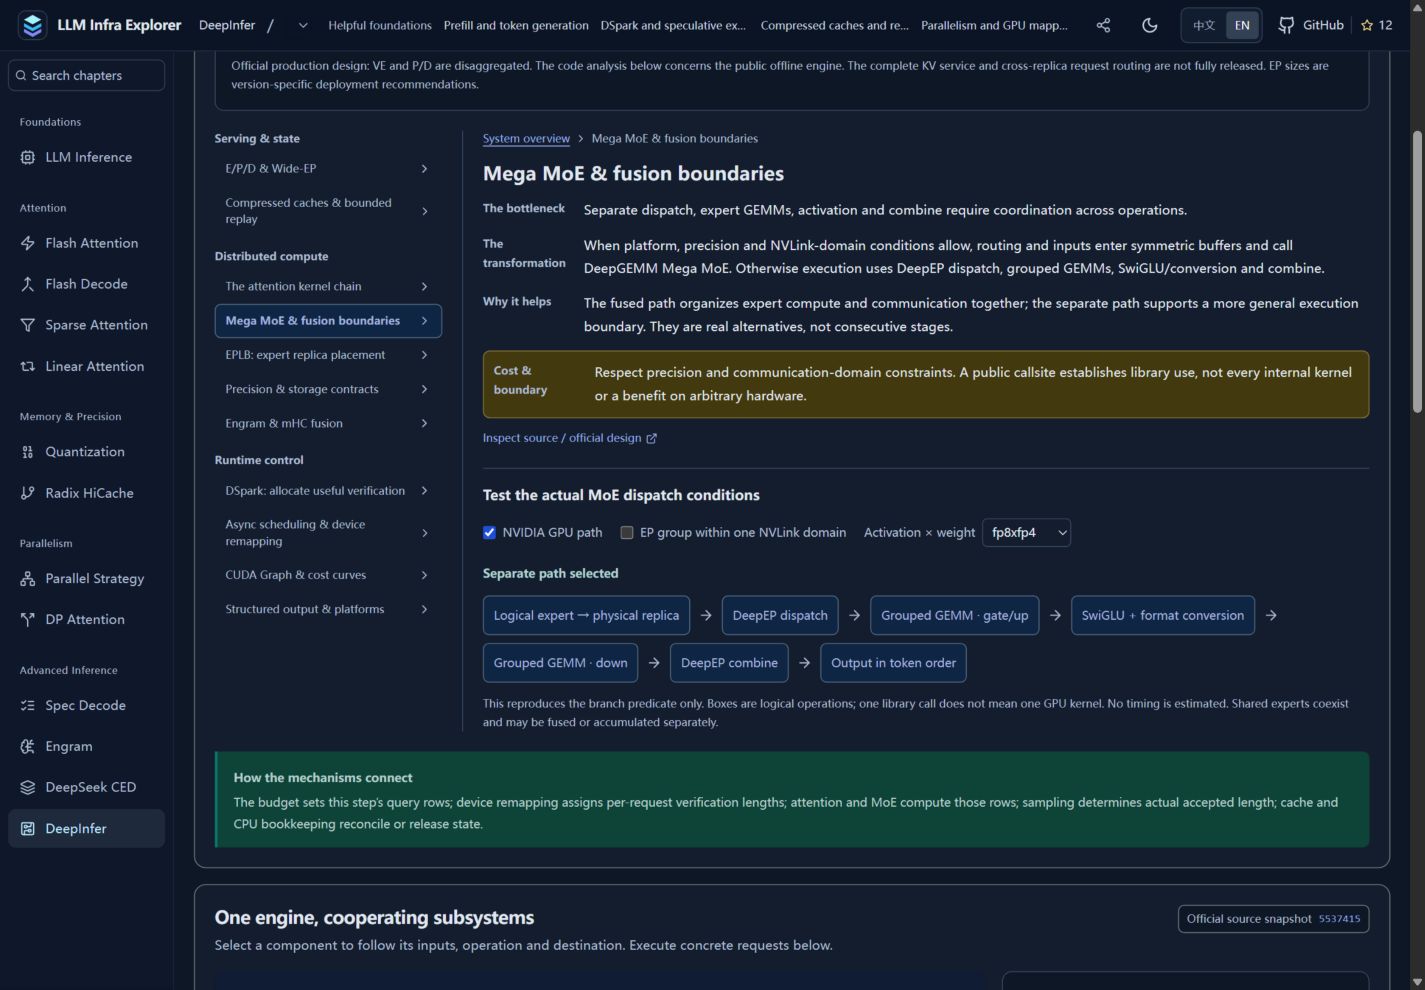 LLM Infra Explorer
DeepInfer /
Helpful foundations
Prefill and token generation
DSpark and speculative ex...
Compressed caches and re...
Parallelism and GPU mapp...
中文
EN
GitHub
12
Search chapters
Foundations
LLM Inference
Attention
Flash Attention
Flash Decode
Sparse Attention
Linear Attention
Memory & Precision
Quantization
Radix HiCache
Parallelism
Parallel Strategy
DP Attention
Advanced Inference
Spec Decode
Engram
DeepSeek CED
DeepInfer
Official production design: VE and P/D are disaggregated. The code analysis below concerns the public offline engine. The complete KV service and cross-replica request routing are not fully released. EP sizes are
version-specific deployment recommendations.
Serving & state
E/P/D & Wide-EP
Compressed caches & bounded
replay
Distributed compute
The attention kernel chain
Mega MoE & fusion boundaries
EPLB: expert replica placement
Precision & storage contracts
Engram & mHC fusion
Runtime control
DSpark: allocate useful verification
Async scheduling & device
remapping
CUDA Graph & cost curves
Structured output & platforms
System overview > Mega MoE & fusion boundaries
Mega MoE & fusion boundaries
The bottleneck
Separate dispatch, expert GEMMs, activation and combine require coordination across operations.
The
transformation
When platform, precision and NVLink-domain conditions allow, routing and inputs enter symmetric buffers and call
DeepGEMM Mega MoE. Otherwise execution uses DeepEP dispatch, grouped GEMMs, SwiGLU/conversion and combine.
Why it helps
The fused path organizes expert compute and communication together; the separate path supports a more general execution
boundary. They are real alternatives, not consecutive stages.
Cost &
boundary
Respect precision and communication-domain constraints. A public callsite establishes library use, not every internal kernel
or a benefit on arbitrary hardware.
Inspect source / official design
Test the actual MoE dispatch conditions
NVIDIA GPU path
EP group within one NVLink domain
Activation × weight
fp8xfp4
Separate path selected
Logical expert → physical replica → DeepEP dispatch → Grouped GEMM · gate/up → SwiGLU + format conversion →
Grouped GEMM · down → DeepEP combine → Output in token order
This reproduces the branch predicate only. Boxes are logical operations; one library call does not mean one GPU kernel. No timing is estimated. Shared experts coexist
and may be fused or accumulated separately.
How the mechanisms connect
The budget sets this step's query rows; device remapping assigns per-request verification lengths; attention and MoE compute those rows; sampling determines actual accepted length; cache and
CPU bookkeeping reconcile or release state.
One engine, cooperating subsystems
Official source snapshot 5537415
Select a component to follow its inputs, operation and destination. Execute concrete requests below.